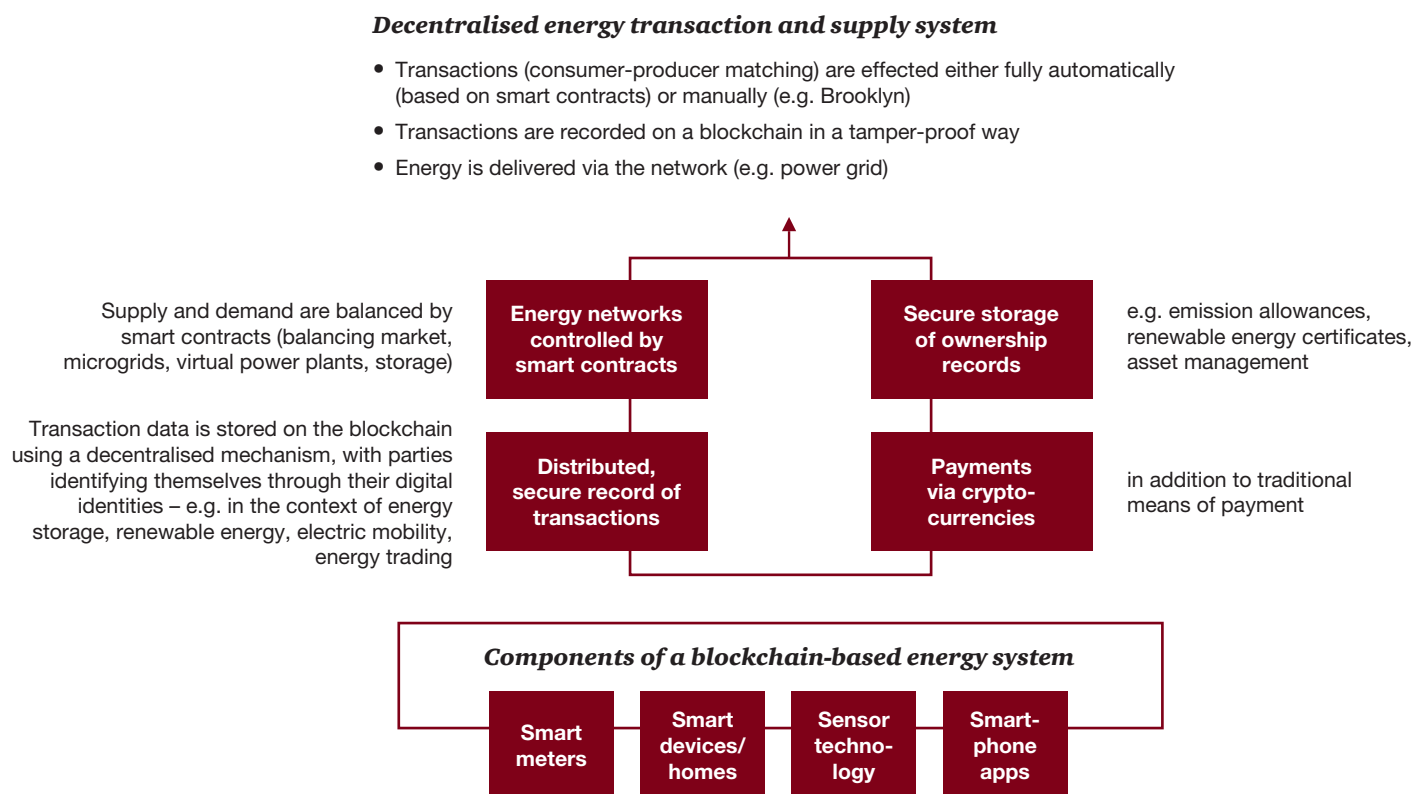 Decentralised energy transaction and supply system
• Transactions (consumer-producer matching) are effected either fully automatically
(based on smart contracts) or manually (e.g. Brooklyn)
• Transactions are recorded on a blockchain in a tamper-proof way
• Energy is delivered via the network (e.g. power grid)
Supply and demand are balanced by
smart contracts (balancing market,
microgrids, virtual power plants, storage)
Energy networks
controlled by
smart contracts
Secure storage
of ownership
records
e.g. emission allowances,
renewable energy certificates,
asset management
Transaction data is stored on the blockchain
using a decentralised mechanism, with parties
identifying themselves through their digital
identities – e.g. in the context of energy
storage, renewable energy, electric mobility,
energy trading
Distributed,
secure record of
transactions
Payments
via crypto-
currencies
in addition to traditional
means of payment
Components of a blockchain-based energy system
Smart
meters
Smart
devices/
homes
Sensor
techno-
logy
Smart-
phone
apps